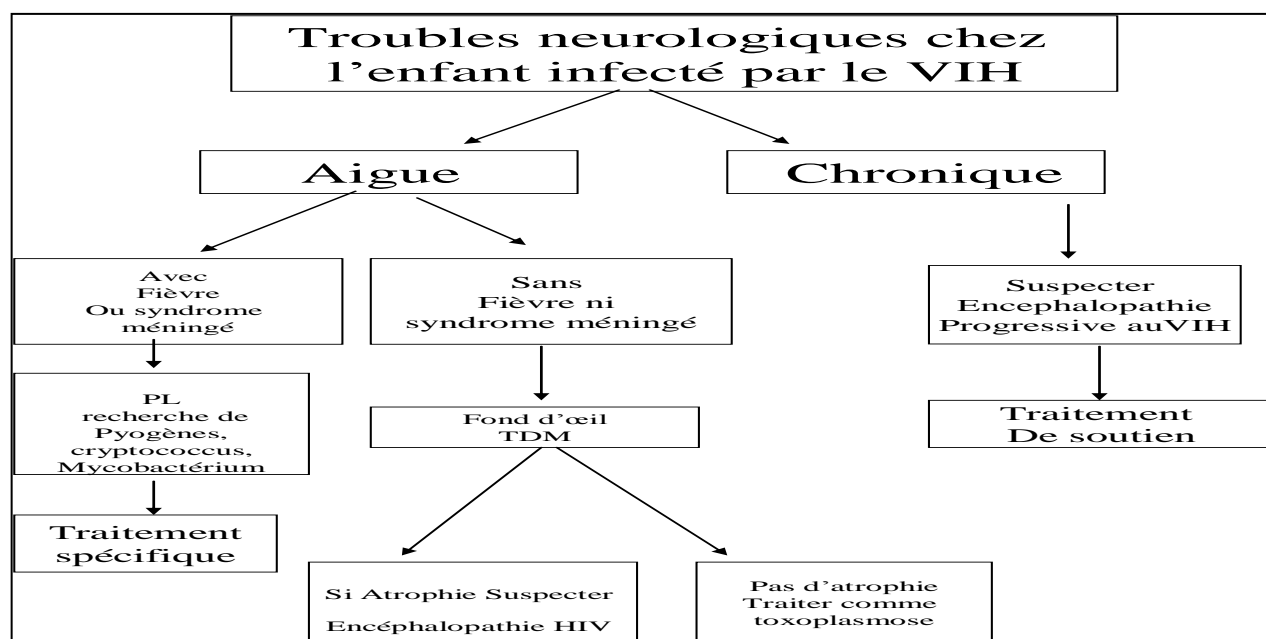 Troubles neurologiques chez
l'enfant infecté par le VIH
Aigue
Chronique
Avec
Fièvre
Ou syndrome
méningé
Sans
Fièvre ni
syndrome méningé
Suspecter
Encephalopathie
Progressive auVIH
PL
recherche de
Pyogènes,
cryptococcus,
Mycobactérium
Fond d'œil
TDM
Traitement
De soutien
Traitement
spécifique
Si Atrophie Suspecter
Encéphalopathie HIV
Pas d'atrophie
Traiter comme
toxoplasmose